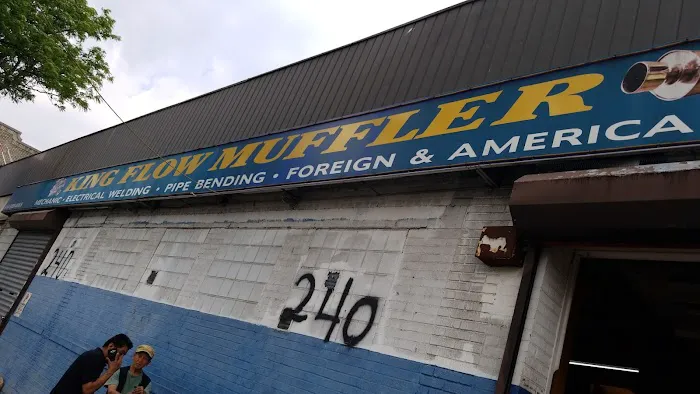 KING FLOW MUFFLER
MECHANIC · ELECTRICAL WELDING · PIPE BENDING · FOREIGN & AMERICA
240
240